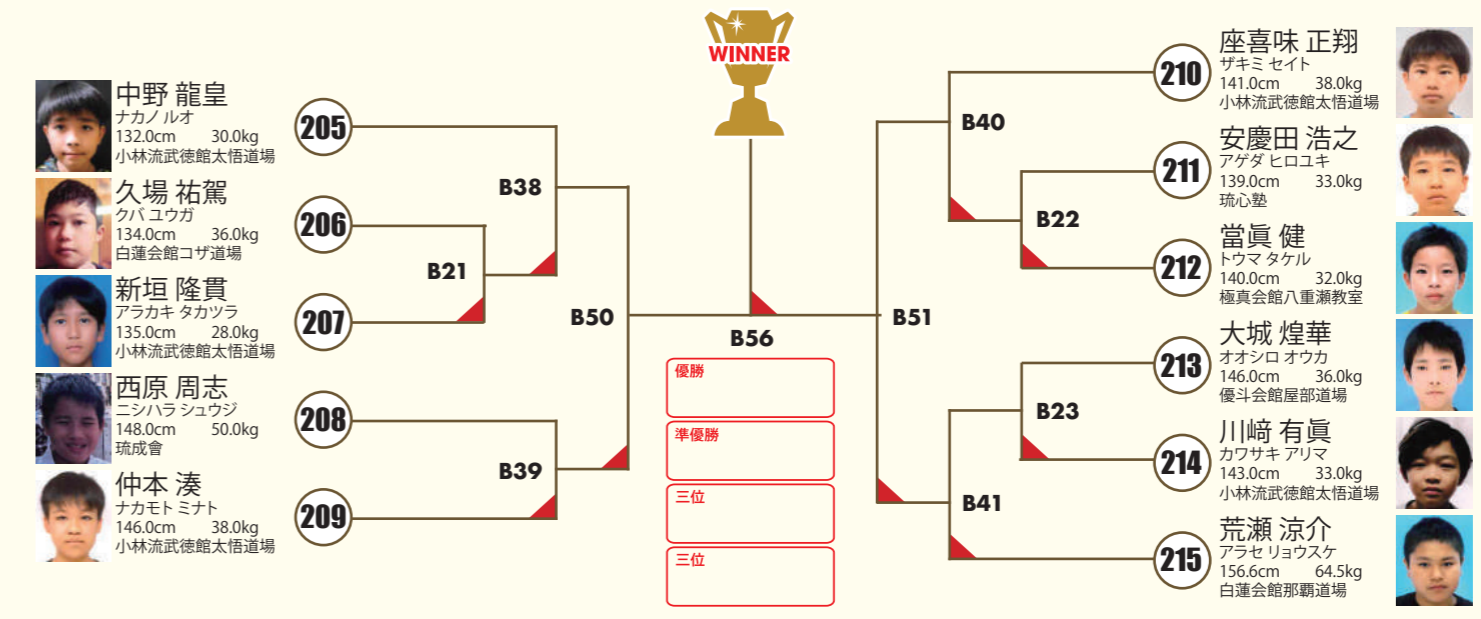 WINNER
中野 龍皇
ナカノ ルオ
132.0cm 30.0kg
小林流武徳館太悟道場
205
久場 祐駕
クバ ユウガ
134.0cm 36.0kg
白蓮会館コザ道場
206
新垣 隆貫
アラカキ タカツラ
135.0cm 28.0kg
小林流武徳館太悟道場
207
西原 周志
ニシハラ シュウジ
148.0cm 50.0kg
琉成會
208
仲本 湊
ナカモト ミナト
146.0cm 38.0kg
小林流武徳館太悟道場
209
B38
B21
B39
B50
B56
優勝
準優勝
三位
三位
B51
B40
B22
B23
B41
210
座喜味 正翔
ザキミ セイト
141.0cm 38.0kg
小林流武徳館太悟道場
211
安慶田 浩之
アゲダ ヒロユキ
139.0cm 33.0kg
琉心塾
212
當眞 健
トウマ タケル
140.0cm 32.0kg
極真会館八重瀬教室
213
大城 煌華
オオシロ オウカ
146.0cm 36.0kg
優斗会館屋部道場
214
川﨑 有眞
カワサキ アリマ
143.0cm 33.0kg
小林流武徳館太悟道場
215
荒瀬 涼介
アラセ リョウスケ
156.6cm 64.5kg
白蓮会館那覇道場